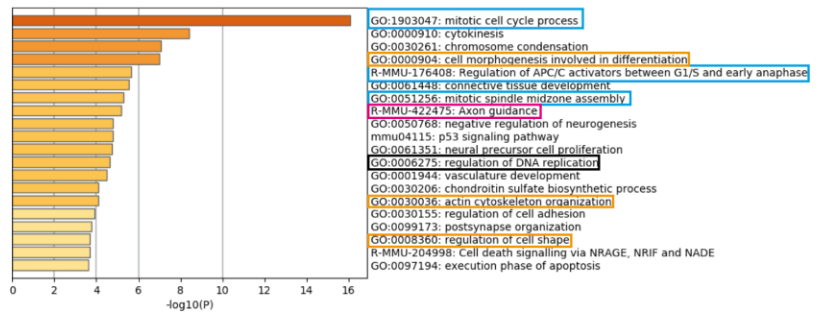 GO:1903047: mitotic cell cycle process
GO:0000910: cytokinesis
GO:0030261: chromosome condensation
GO:0000904: cell morphogenesis involved in differentiation
R-MMU-176408: Regulation of APC/C activators between G1/S and early anaphase
GO:0061448: connective tissue development
GO:0051256: mitotic spindle midzone assembly
R-MMU-422475: Axon guidance
GO:0050768: negative regulation of neurogenesis
mmu04115: p53 signaling pathway
GO:0061351: neural precursor cell proliferation
GO:0006275: regulation of DNA replication
GO:0001944: vasculature development
GO:0030206: chondroitin sulfate biosynthetic process
GO:0030036: actin cytoskeleton organization
GO:0030155: regulation of cell adhesion
GO:0099173: postsynapse organization
GO:0008360: regulation of cell shape
R-MMU-204998: Cell death signalling via NRAGE, NRIF and NADE
GO:0097194: execution phase of apoptosis
0 2 4 6 8 10 12 14 16
-log10(P)